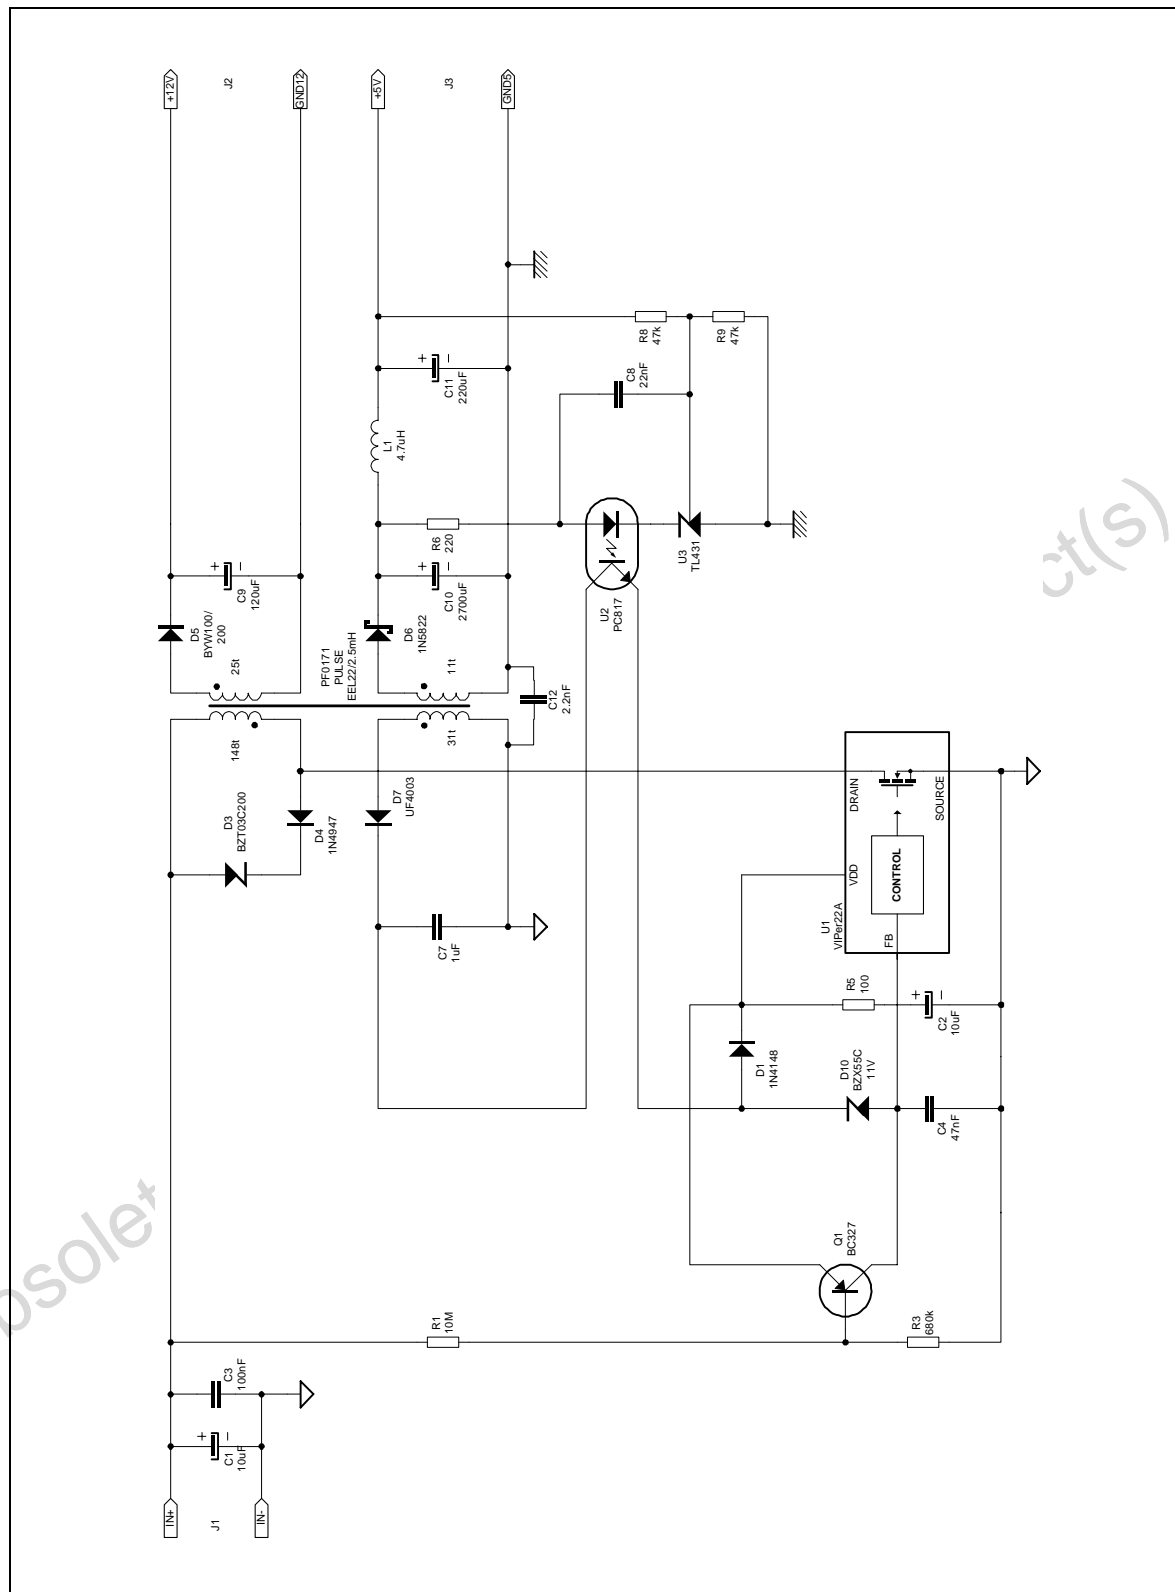 +12V
J2
GND12
+5V
J3
GND5
R8
47k
R9
47k
C8
22nF
C11
220uF
L1
4.7uH
R6
220
C9
120uF
C10
2700uF
U3
TL431
U2
PC817
D5
BYW100/
200
D6
1N5822
PF0171
PULSE
EEL22/2.5mH
25t
11t
148t
31t
C12
2.2nF
D3
BZT03C200
D4
1N4947
D7
UF4003
C7
1uF
U1
VIPer22A
DRAIN
SOURCE
VDD
FB
CONTROL
R5
100
C2
10uF
D1
1N4148
D10
BZX55C
11V
C4
47nF
Q1
BC327
R1
10M
R3
680k
C3
100nF
C1
10uF
IN+
J1
IN-
+
-
+
-
+
-
+
-
+
-
bsolet
ct(s)